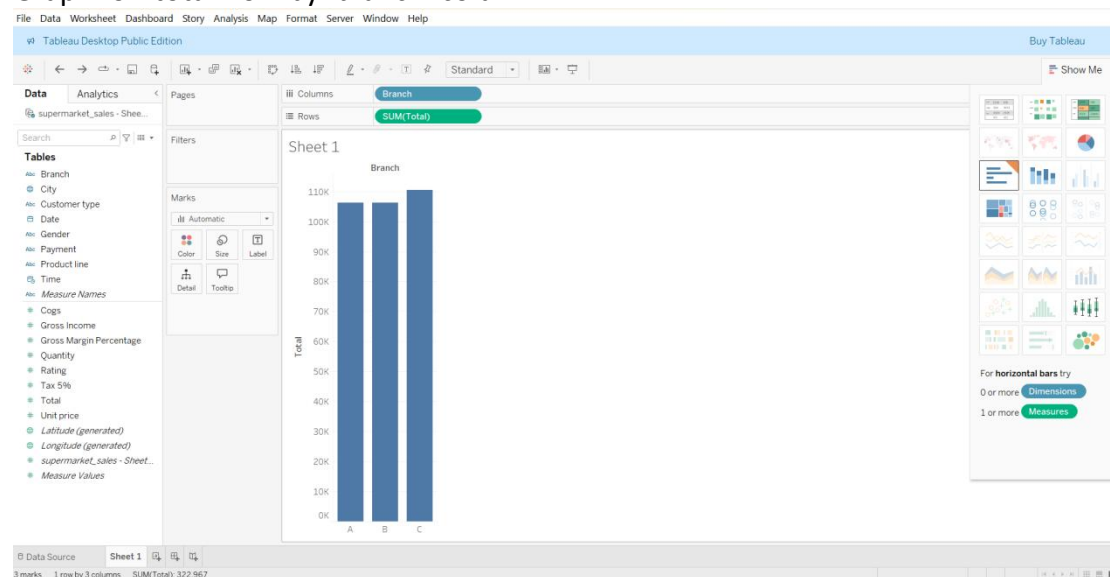 File Data Worksheet Dashboard Story Analysis Map Format Server Window Help
Tableau Desktop Public Edition
Buy Tableau
Standard
Show Me
Data Analytics
supermarket_sales - Shee...
Search
Tables
Abc Branch
City
Abc Customer type
Date
Abc Gender
Abc Payment
Abc Product line
Time
Abc Measure Names
Cogs
Gross Income
Gross Margin Percentage
Quantity
Rating
Tax 5%
Total
Unit price
Latitude (generated)
Longitude (generated)
supermarket_sales - Sheet...
Measure Values
Pages
Filters
Marks
Automatic
Color Size Label
Detail Tooltip
Columns Branch
Rows SUM(Total)
Sheet 1
Branch
110K
100K
90K
80K
70K
60K
50K
40K
30K
20K
10K
0K
Total
A B C
For horizontal bars try
0 or more Dimensions
1 or more Measures
Data Source Sheet 1
3 marks 1 row by 3 columns SUM(Total): 322,967